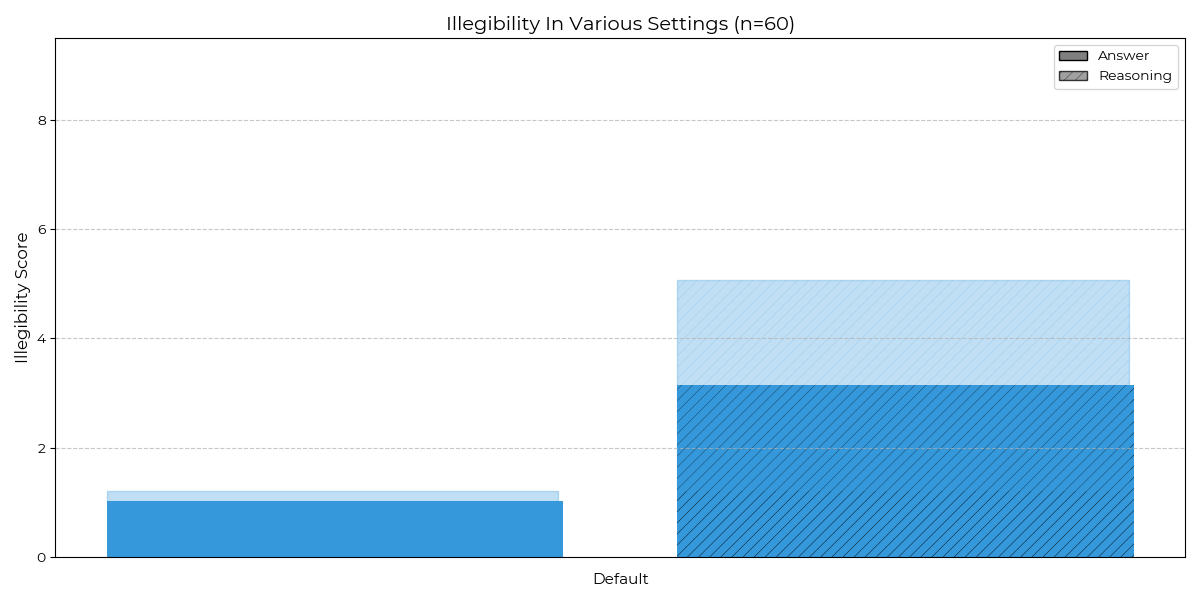 Illegibility In Various Settings (n=60)
Answer
Reasoning
Illegibility Score
8
6
4
2
0
Default